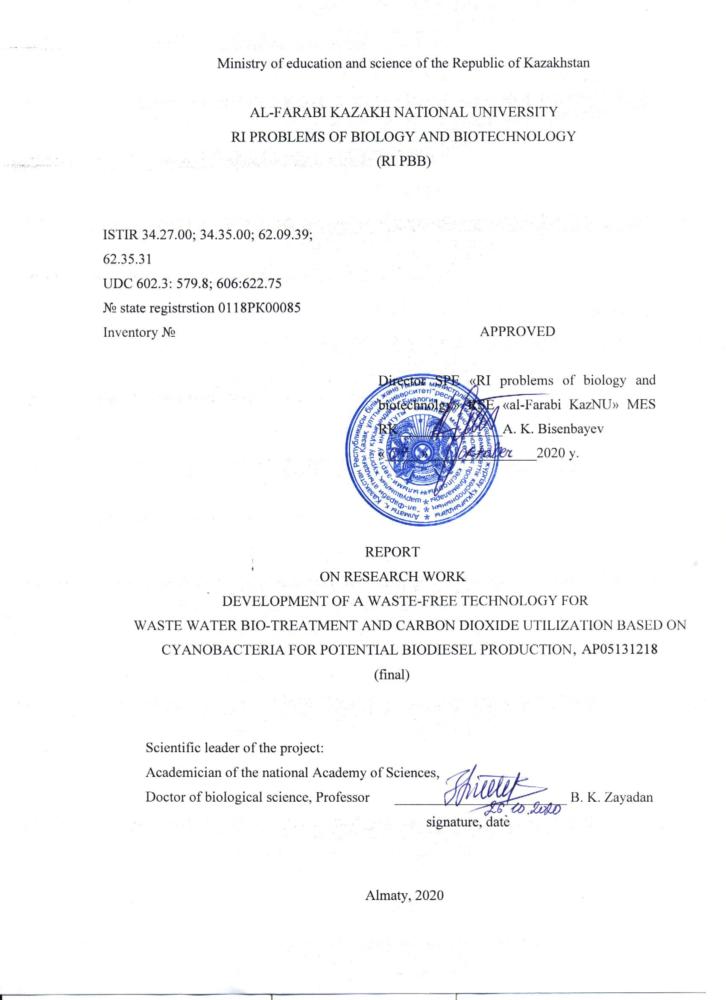 Ministry of education and science of the Republic of Kazakhstan
AL-FARABI KAZAKH NATIONAL UNIVERSITY
RI PROBLEMS OF BIOLOGY AND BIOTECHNOLOGY
(RI PBB)
ISTIR 34.27.00; 34.35.00; 62.09.39;
62.35.31
UDC 602.3: 579.8; 606:622.75
№ state registrstion 0118РК00085
Inventory №
APPROVED
Director SPE «RI problems of biology and
biotechnolgy» RSE «al-Farabi KazNU» MES
RK A. K. Bisenbayev
« » October 2020 y.
ҚАЗАҚСТАН
REPORT
ON RESEARCH WORK
DEVELOPMENT OF A WASTE-FREE TECHNOLOGY FOR
WASTE WATER BIO-TREATMENT AND CARBON DIOXIDE UTILIZATION BASED ON
CYANOBACTERIA FOR POTENTIAL BIODIESEL PRODUCTION, AP05131218
(final)
Scientific leader of the project:
Academician of the national Academy of Sciences,
Doctor of biological science, Professor B. K. Zayadan
26.10.2020
signature, date
Almaty, 2020